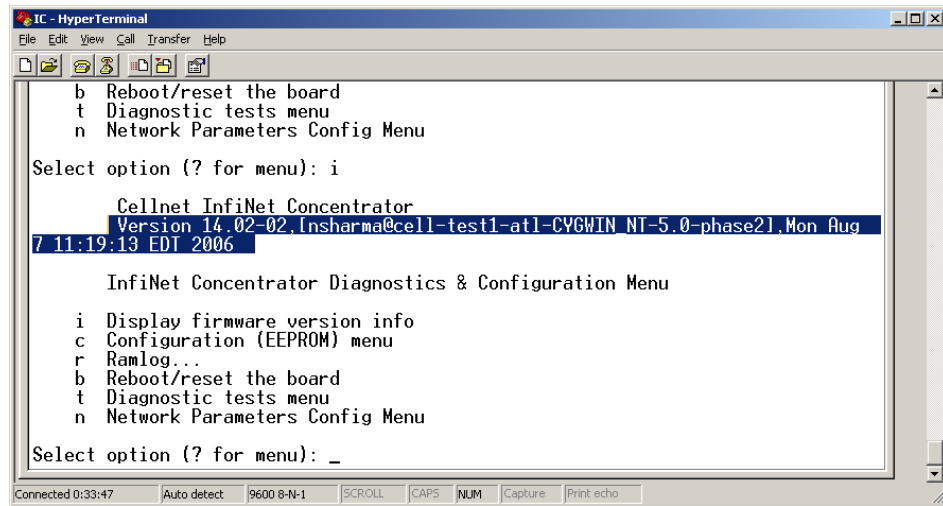 IC - HyperTerminal
File Edit View Call Transfer Help
b Reboot/reset the board
t Diagnostic tests menu
n Network Parameters Config Menu
Select option (? for menu): i
Cellnet InfiNet Concentrator
Version 14.02-02,[nsharma@cell-test1-atl-CYGWIN_NT-5.0-phase2],Mon Aug
7 11:19:13 EDT 2006
InfiNet Concentrator Diagnostics & Configuration Menu
i Display firmware version info
c Configuration (EEPROM) menu
r Ramlog...
b Reboot/reset the board
t Diagnostic tests menu
n Network Parameters Config Menu
Select option (? for menu): _
Connected 0:33:47 Auto detect 9600 8-N-1 SCROLL CAPS NUM Capture Print echo